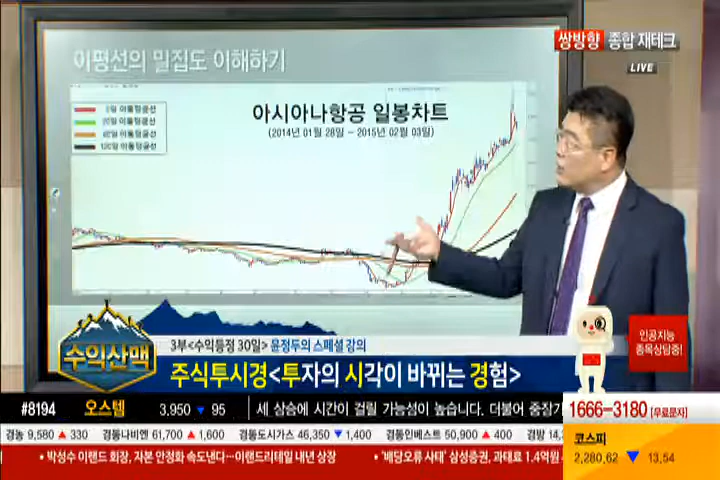 이평선의 밀집도 이해하기
쌍방향 종합 재테크
LIVE
아시아나항공 일봉차트
(2014년 01월 28일 - 2015년 02월 03일)
5일 이동평균선
20일 이동평균선
60일 이동평균선
120일 이동평균선
수익산맥
3부<수익등정 30일> 윤정두의 스페셜 강의
주식투시경<투자의 시각이 바뀌는 경험>
인공지능
종목상담중!
#8194 오스템 3,950 ▼ 95 세 상승에 시간이 걸릴 가능성이 높습니다. 더불어 중장기
1666-3180 [무료문자]
경농 9,580 ▲ 330 경동나비엔 61,700 ▲ 1,600 경동도시가스 46,350 ▼ 1,400 경동인베스트 50,900 ▲ 400 경방 14,
코스피
2,280.62 ▼ 13.54
• 박성수 이랜드 회장, 자본 안정화 속도낸다…이랜드리테일 내년 상장 • '배당오류 사태' 삼성증권, 과태료 1.4억원